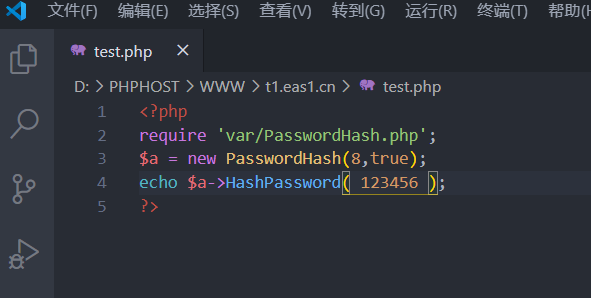 文件(F) 编辑(E) 选择(S) 查看(V) 转到(G) 运行(R) 终端(T) 帮助(
test.php
D: > PHPHOST > WWW > t1.eas1.cn > test.php
1 <?php
2 require 'var/PasswordHash.php';
3 $a = new PasswordHash(8,true);
4 echo $a->HashPassword( 123456 );
5 ?>